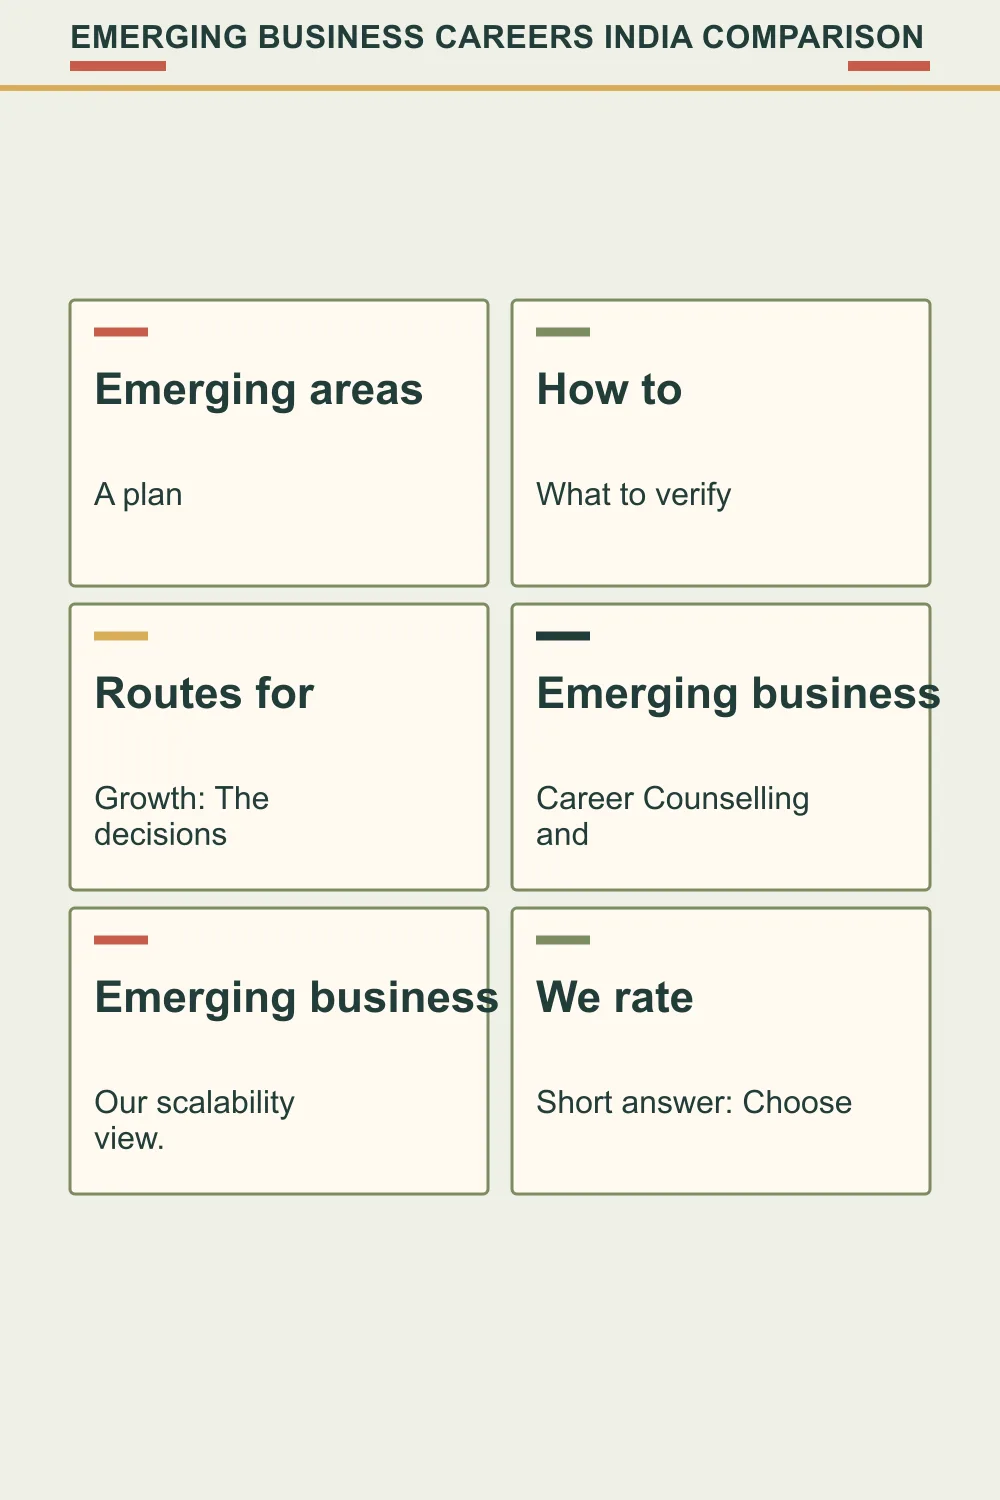 EMERGING BUSINESS CAREERS INDIA COMPARISON
Emerging areas
A plan
How to
What to verify
Routes for
Growth: The
decisions
Emerging business
Career Counselling
and
Emerging business
Our scalability
view.
We rate
Short answer: Choose